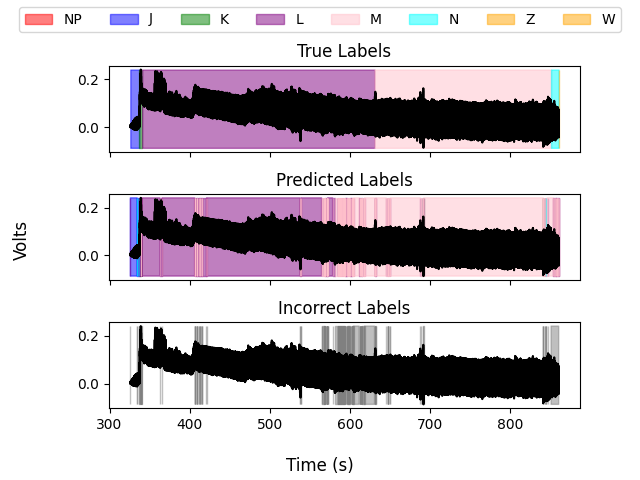 NP J K L M N Z W
True Labels
0.2
0.0
Predicted Labels
0.2
0.0
Volts
Incorrect Labels
0.2
0.0
300 400 500 600 700 800
Time (s)